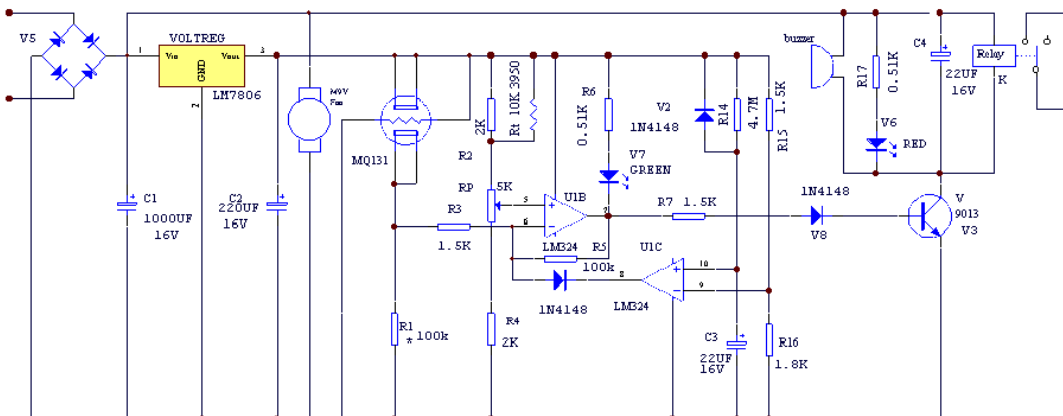 V5
VOLTREG
1
Vin
Vout
3
GND
LM7806
2
M9V
Fan
C1
1000UF
16V
C2
220UF
16V
MQ131
R1
* 100k
R3
1.5K
2K
R2
RP
5K
Rt 10K 3950
R4
2K
R6
0.51K
V7
GREEN
5
6
7
U1B
LM324
R5
100k
1N4148
8
U1C
LM324
10
9
V2
1N4148
R14
4.7M
1.5K
R15
R7 1.5K
C3
22UF
16V
R16
1.8K
1N4148
V8
buzzer
R17
0.51K
V6
RED
C4
22UF
16V
Relay
K
V
9013
V3